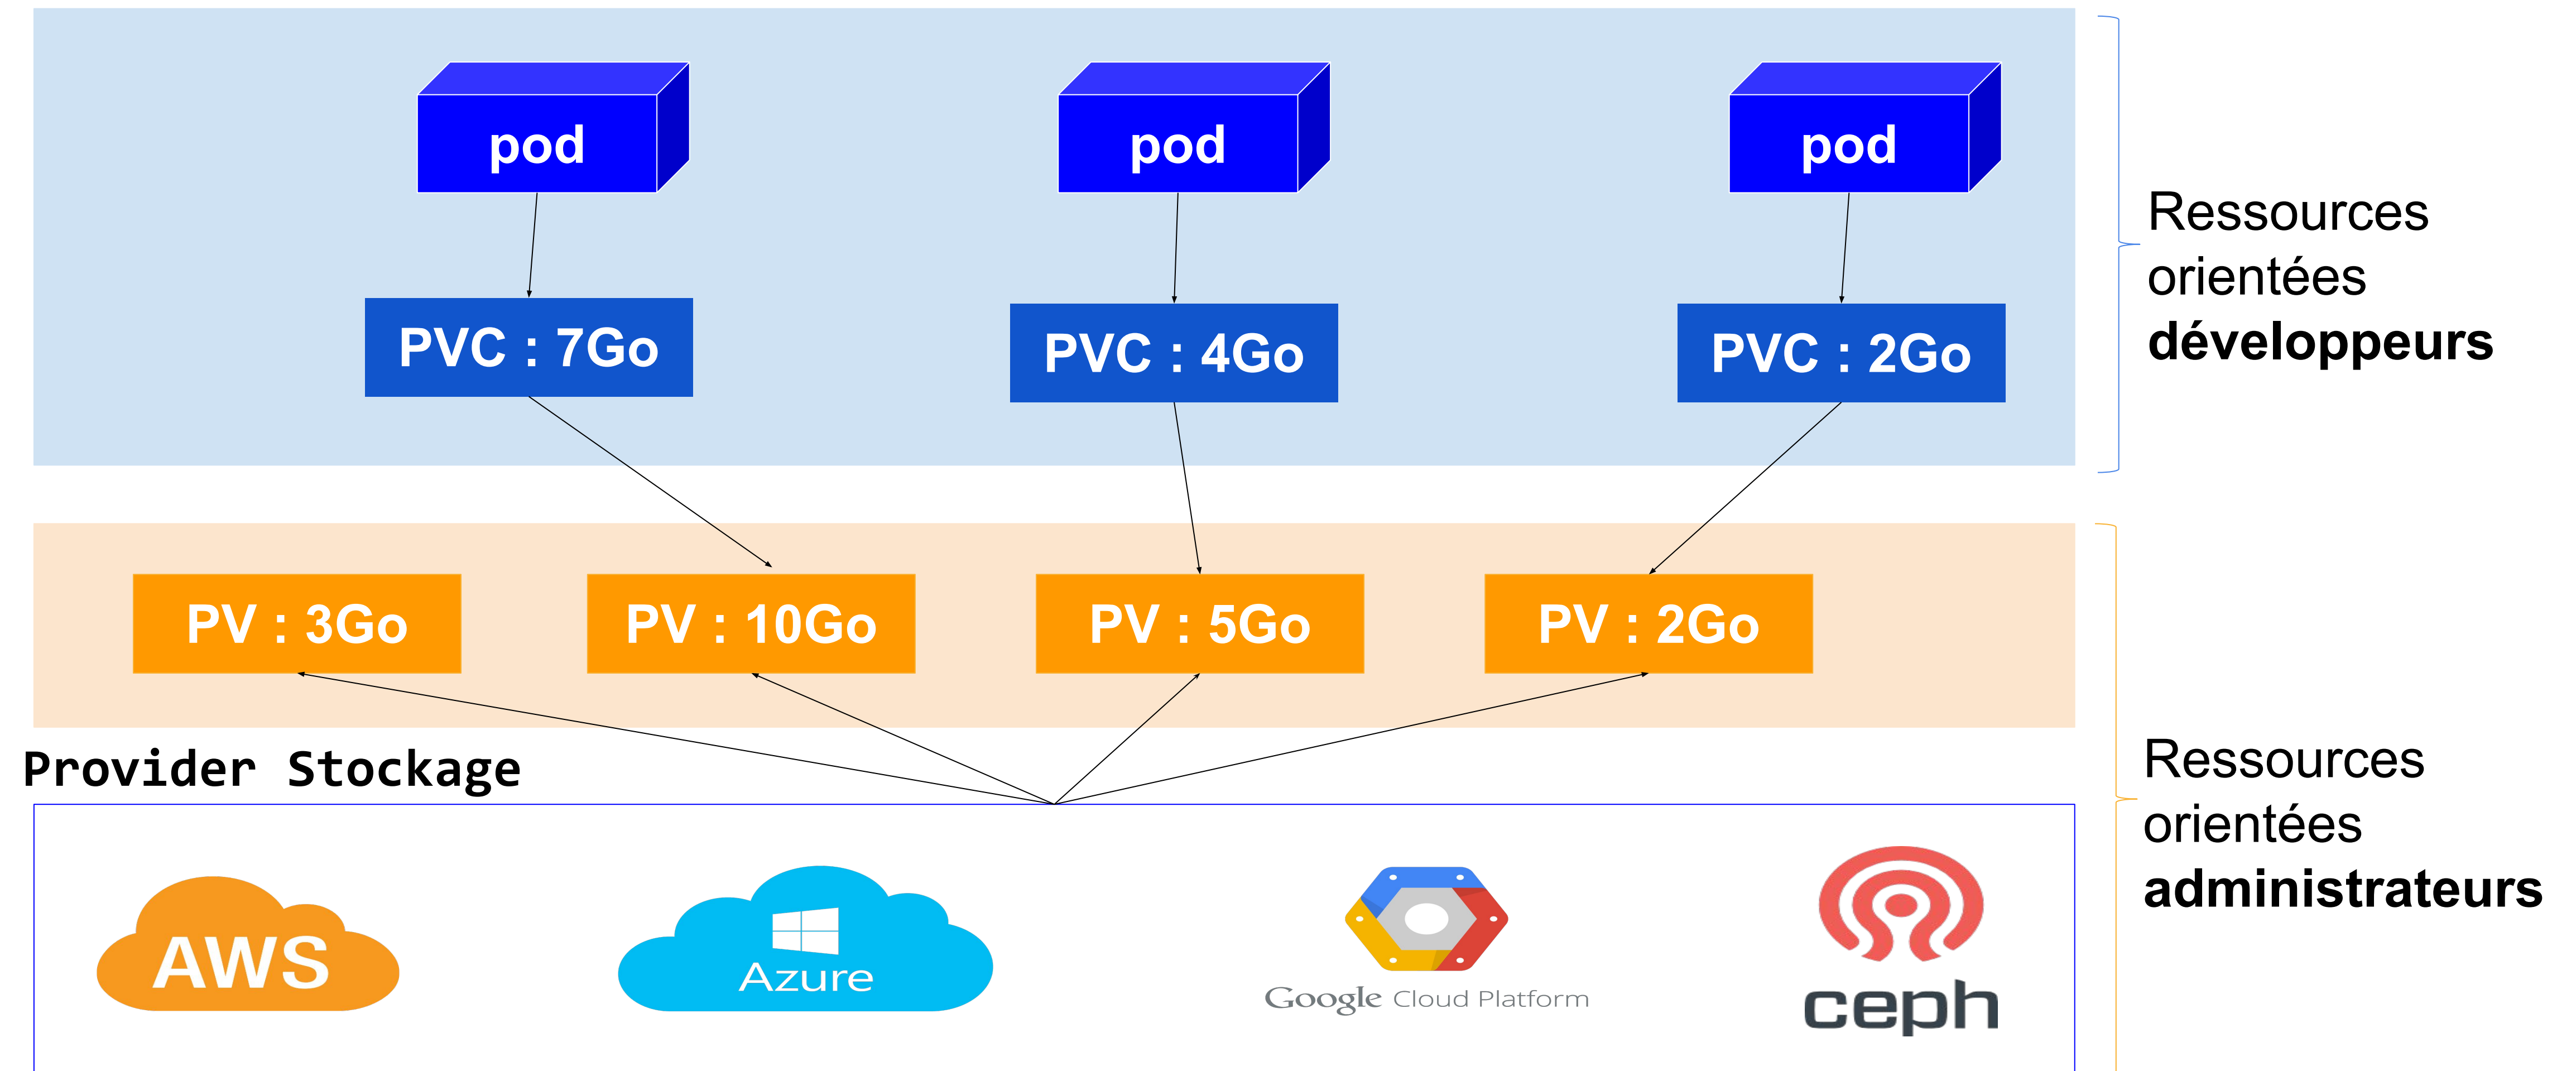 pod
pod
pod
PVC : 7Go
PVC : 4Go
PVC : 2Go
Ressources
orientées
développeurs
PV : 3Go
PV : 10Go
PV : 5Go
PV : 2Go
Provider Stockage
Ressources
orientées
administrateurs
AWS
Azure
Google Cloud Platform
ceph